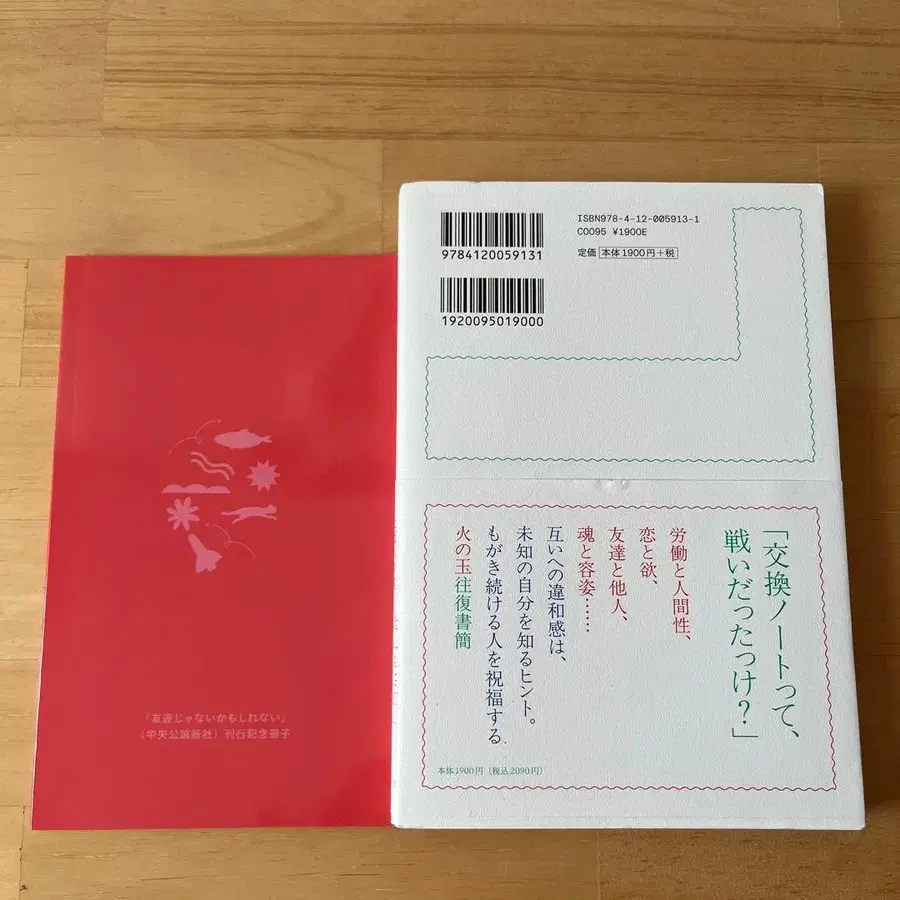 「友達じゃないかもしれない」
（中央公論新社）刊行記念冊子
9784120059131
1920095019000
ISBN978-4-12-005913-1
C0095 ¥1900E
定価 本体1900円＋税
「交換ノートって、
戦いだったっけ？」
労働と人間性、
恋と欲、
友達と他人、
魂と容姿……
互いへの違和感は、
未知の自分を知るヒント。
もがき続ける人を祝福する
火の玉往復書簡
本体1900円（税込2090円）